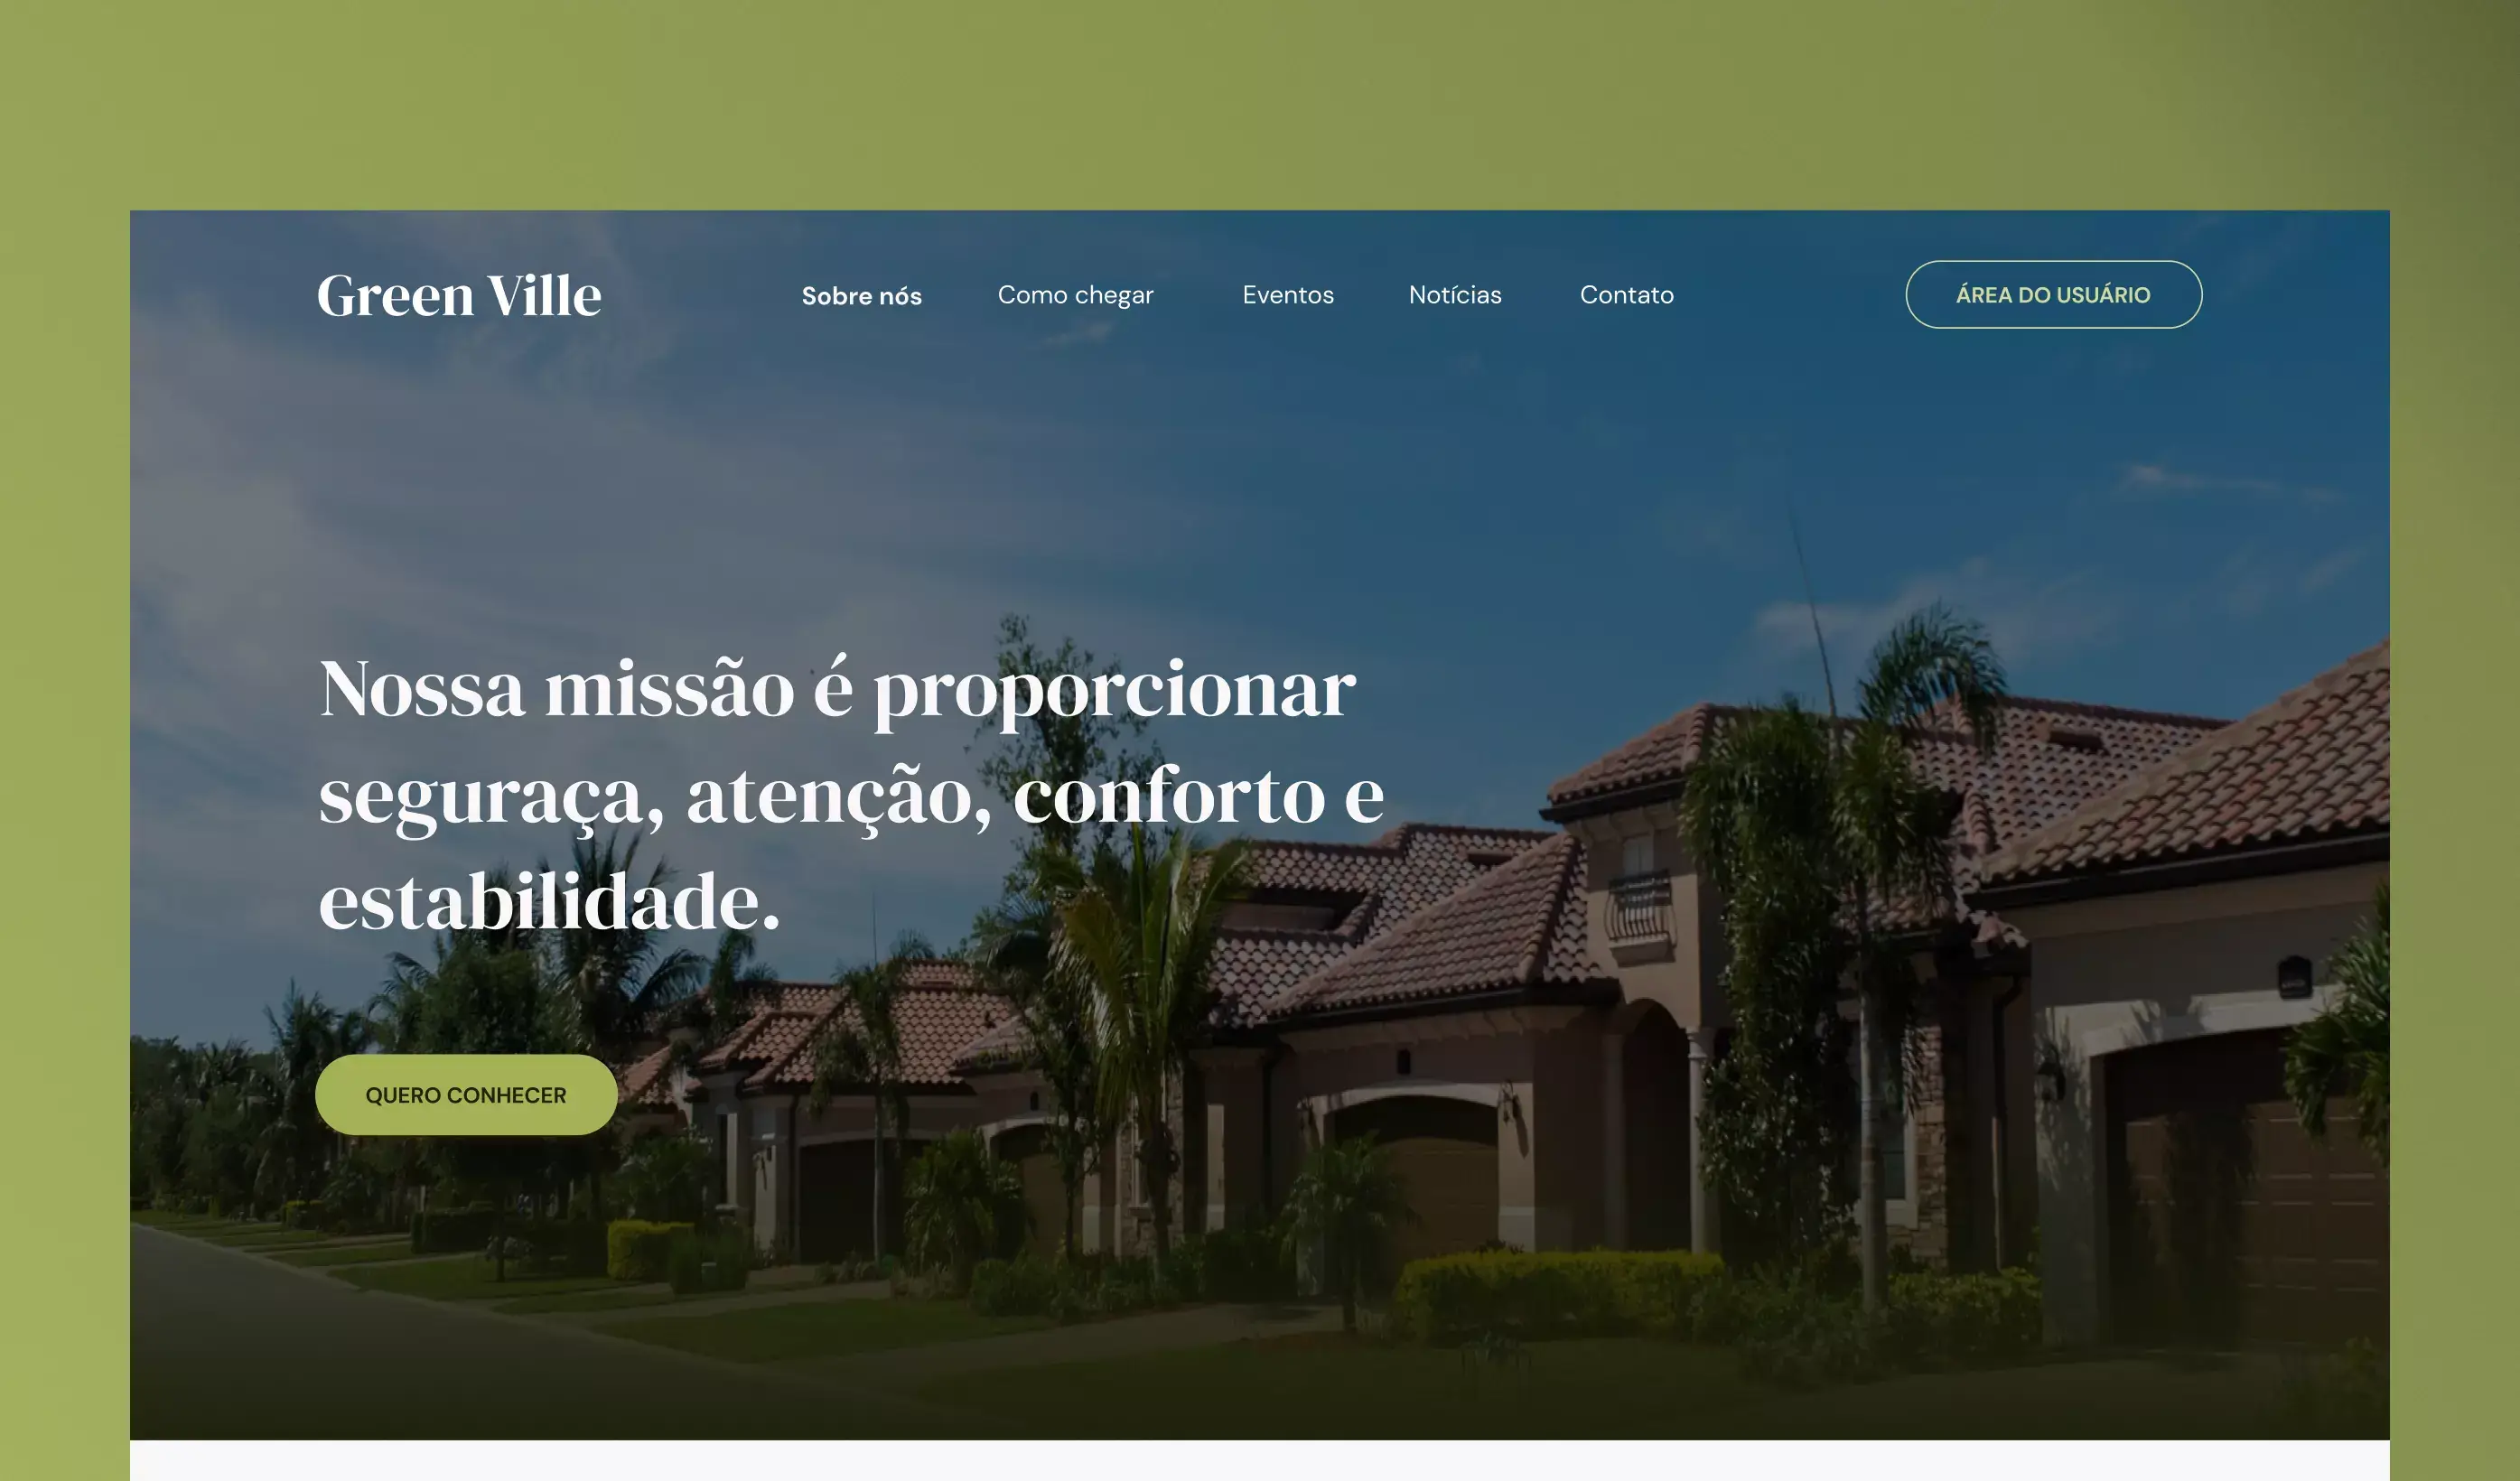 Green Ville
Sobre nós
Como chegar
Eventos
Notícias
Contato
ÁREA DO USUÁRIO
Nossa missão é proporcionar
seguraça, atenção, conforto e
estabilidade.
QUERO CONHECER